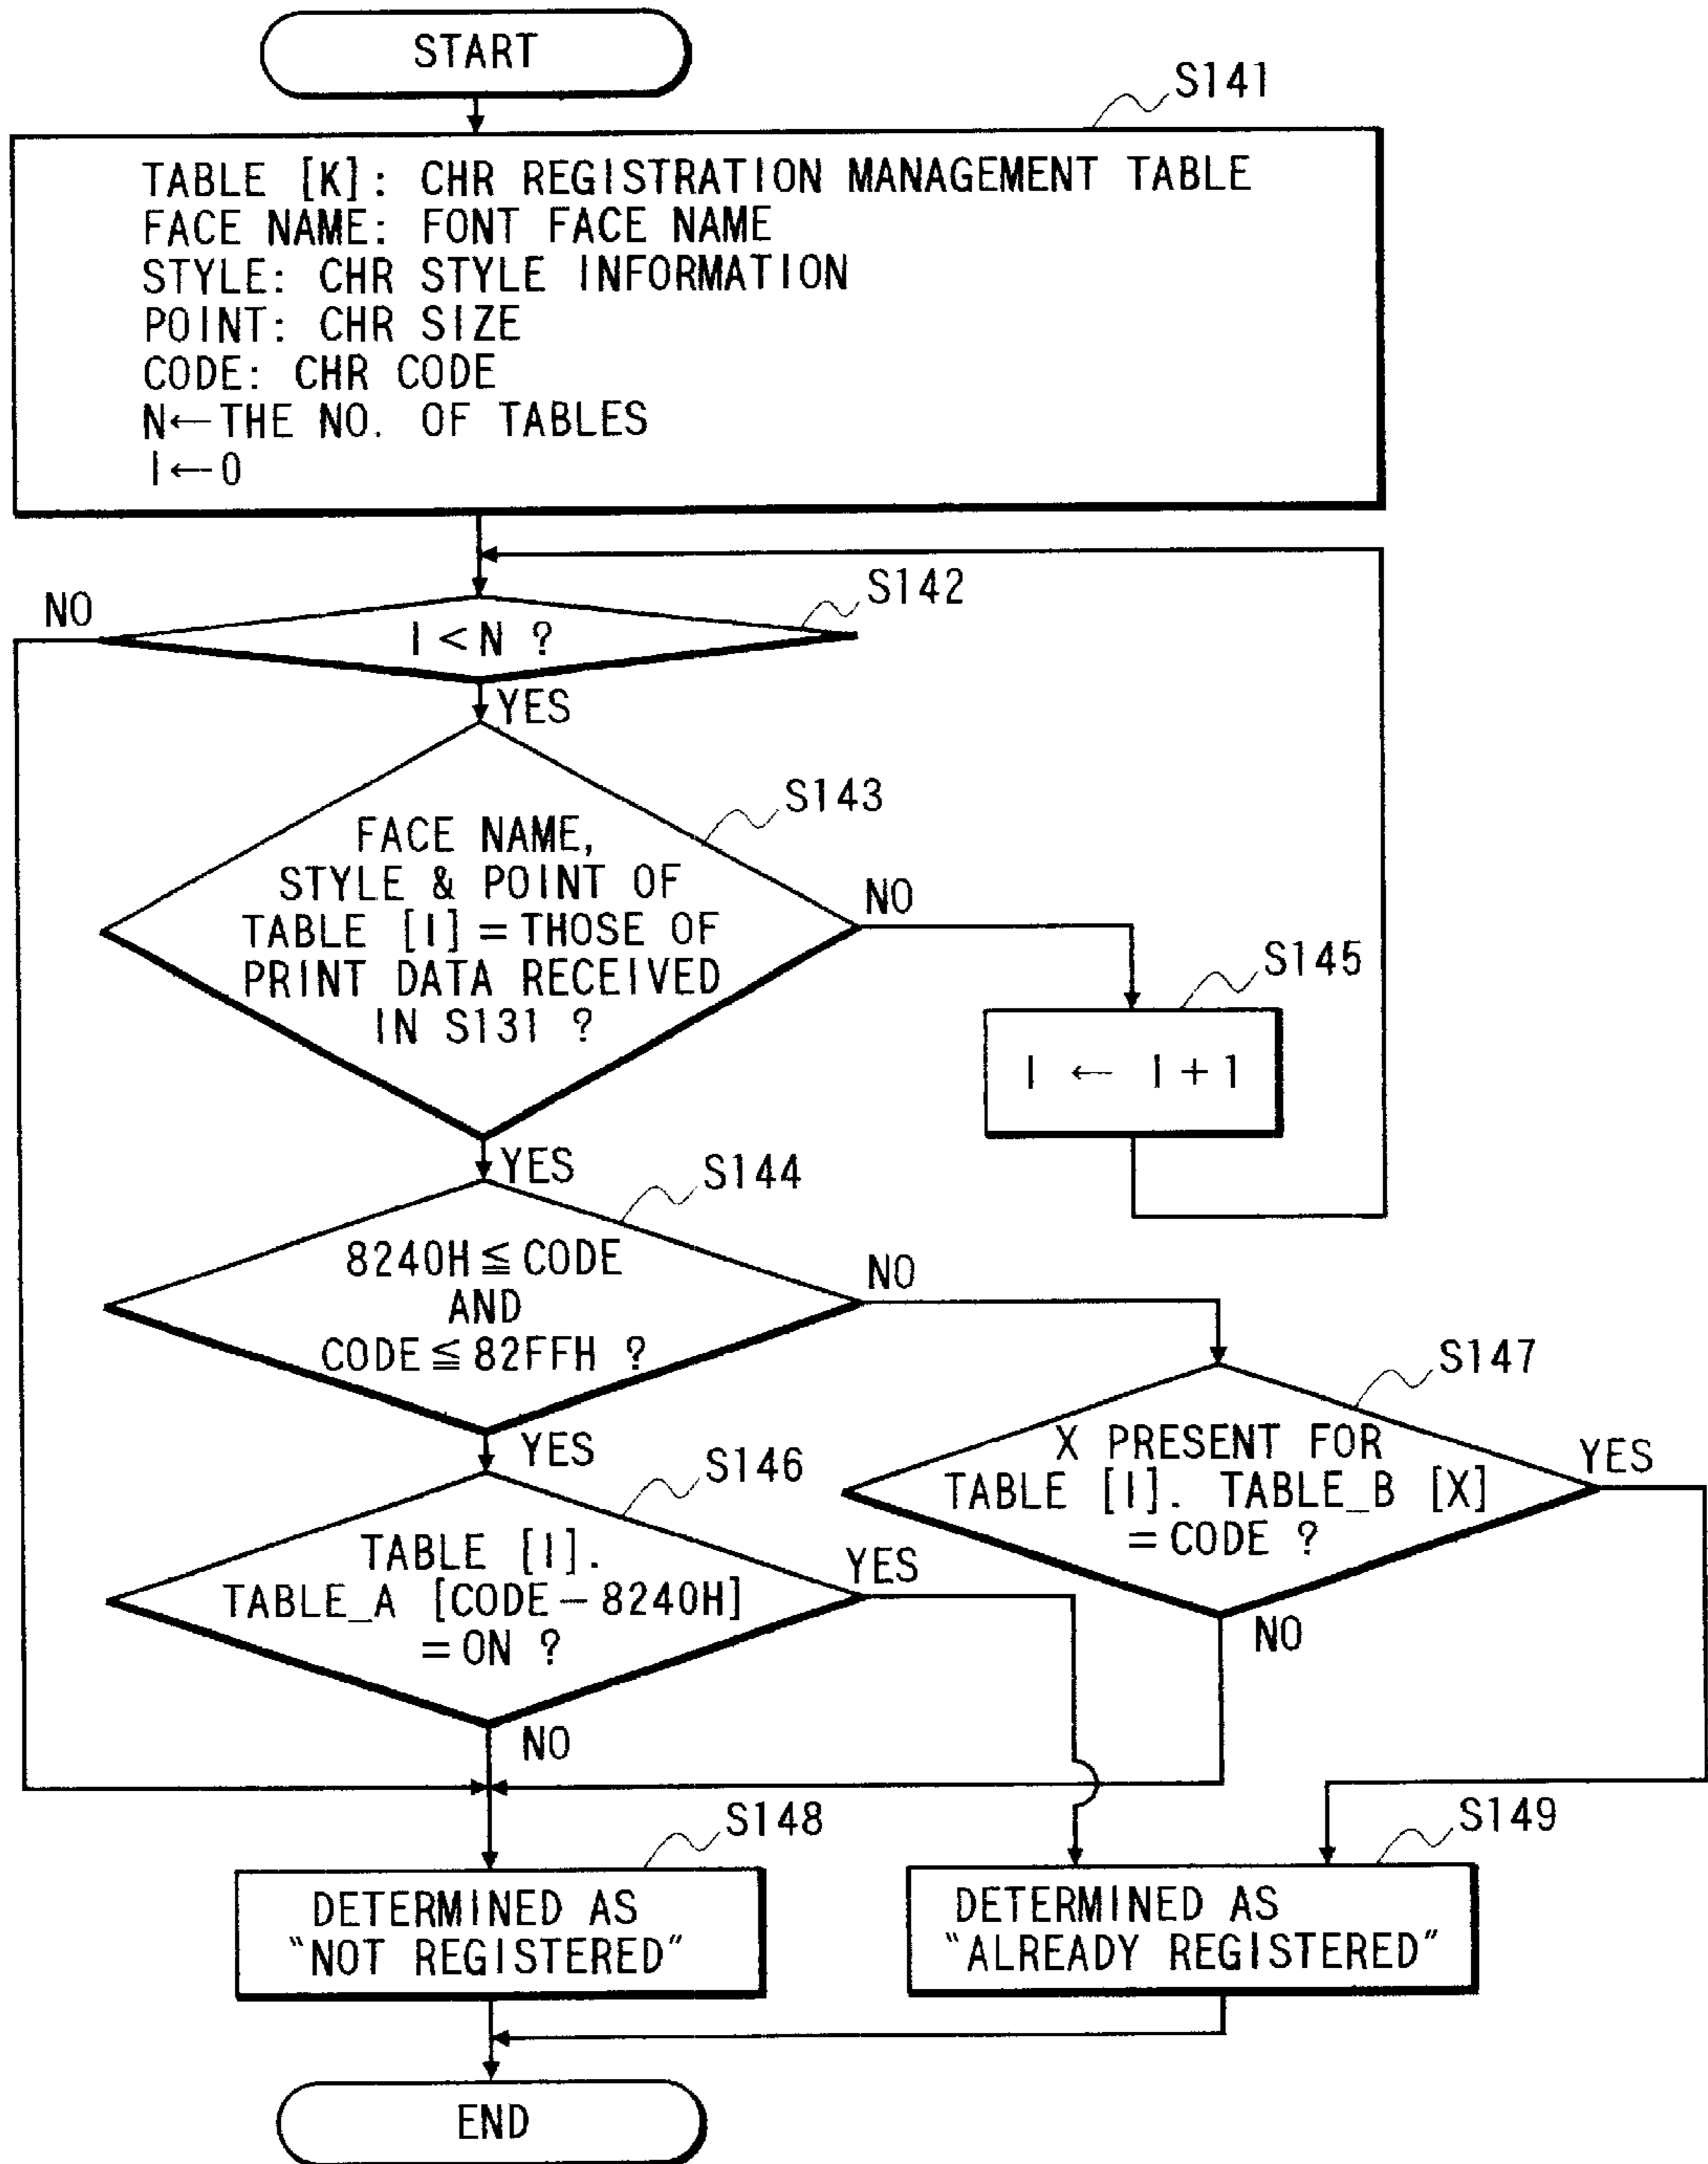 START
S141
TABLE [K]: CHR REGISTRATION MANAGEMENT TABLE
FACE NAME: FONT FACE NAME
STYLE: CHR STYLE INFORMATION
POINT: CHR SIZE
CODE: CHR CODE
N←THE NO. OF TABLES
I←0
S142
NO
I<N ?
YES
S143
FACE NAME,
STYLE & POINT OF
TABLE [I]=THOSE OF
PRINT DATA RECEIVED
IN S131 ?
NO
S145
I ← I+1
YES
S144
8240H≦CODE
AND
CODE≦82FFH ?
NO
S147
X PRESENT FOR
TABLE [I]. TABLE_B [X]
=CODE ?
YES
NO
YES
S146
TABLE [I].
TABLE_A [CODE-8240H]
=ON ?
YES
NO
S148
DETERMINED AS
"NOT REGISTERED"
S149
DETERMINED AS
"ALREADY REGISTERED"
END